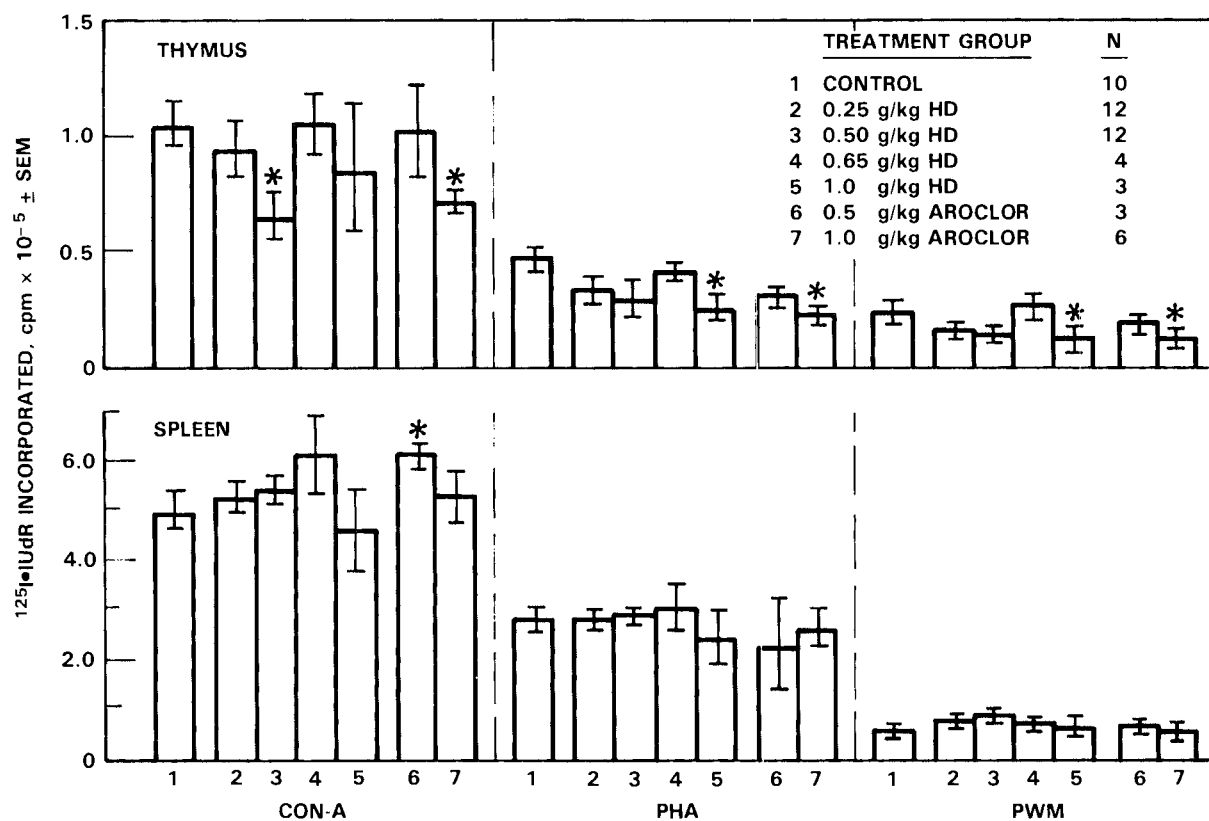 1.5
THYMUS
1.0
0.5
0
TREATMENT GROUP N
1 CONTROL 10
2 0.25 g/kg HD 12
3 0.50 g/kg HD 12
4 0.65 g/kg HD 4
5 1.0 g/kg HD 3
6 0.5 g/kg AROCLOR 3
7 1.0 g/kg AROCLOR 6
* * * * * *
125I•IUdR INCORPORATED, cpm × 10⁻⁵ ± SEM
SPLEEN
*
6.0
4.0
2.0
0
1 2 3 4 5 6 7 1 2 3 4 5 6 7 1 2 3 4 5 6 7
CON-A PHA PWM